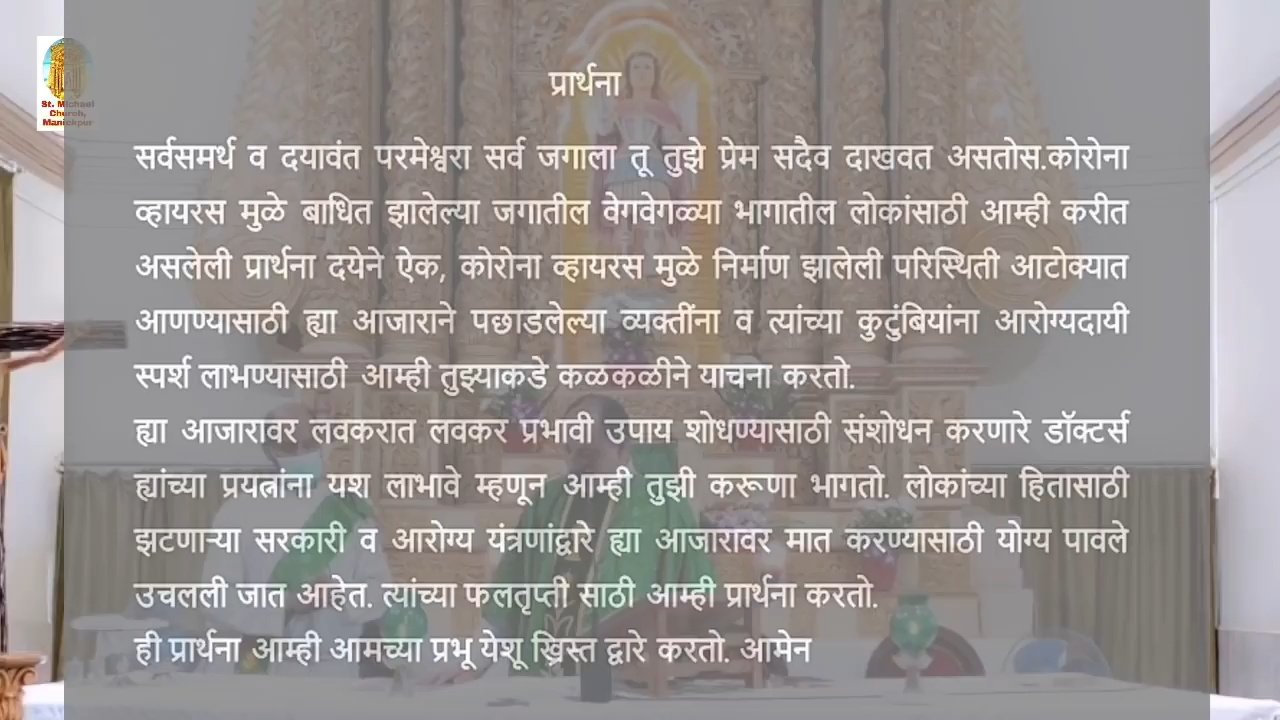 St. Michael
Church,
Manickpur
प्रार्थना
सर्वसमर्थ व दयावंत परमेश्वरा सर्व जगाला तू तुझे प्रेम सदैव दाखवत असतोस.कोरोना
व्हायरस मुळे बाधित झालेल्या जगातील वेगवेगळ्या भागातील लोकांसाठी आम्ही करीत
असलेली प्रार्थना दयेने ऐक, कोरोना व्हायरस मुळे निर्माण झालेली परिस्थिती आटोक्यात
आणण्यासाठी ह्या आजाराने पछाडलेल्या व्यक्तींना व त्यांच्या कुटुंबियांना आरोग्यदायी
स्पर्श लाभण्यासाठी आम्ही तुझ्याकडे कळकळीने याचना करतो.
ह्या आजारावर लवकरात लवकर प्रभावी उपाय शोधण्यासाठी संशोधन करणारे डॉक्टर्स
ह्यांच्या प्रयत्नांना यश लाभावे म्हणून आम्ही तुझी करूणा भागतो. लोकांच्या हितासाठी
झटणाऱ्या सरकारी व आरोग्य यंत्रणांद्वारे ह्या आजारावर मात करण्यासाठी योग्य पावले
उचलली जात आहेत. त्यांच्या फलतृप्ती साठी आम्ही प्रार्थना करतो.
ही प्रार्थना आम्ही आमच्या प्रभू येशू ख्रिस्त द्वारे करतो. आमेन